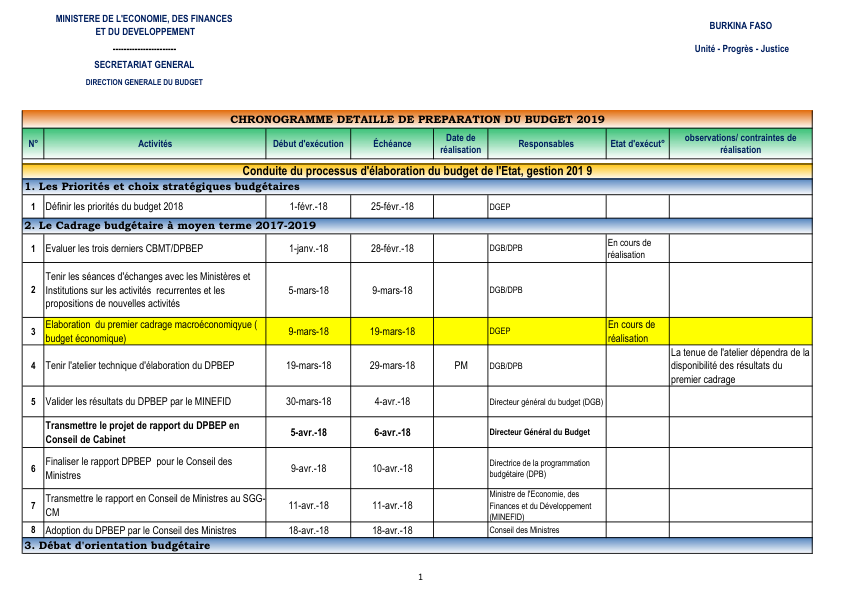 MINISTERE DE L'ECONOMIE, DES FINANCES
ET DU DEVELOPPEMENT
-----------------------
SECRETARIAT GENERAL
DIRECTION GENERALE DU BUDGET
BURKINA FASO
Unité - Progrès - Justice
CHRONOGRAMME DETAILLE DE PREPARATION DU BUDGET 2019
N° Activités Début d'exécution Échéance Date de réalisation Responsables Etat d'exécut° observations/ contraintes de réalisation
Conduite du processus d'élaboration du budget de l'Etat, gestion 201 9
1. Les Priorités et choix stratégiques budgétaires
1 Définir les priorités du budget 2018 1-févr.-18 25-févr.-18 DGEP
2. Le Cadrage budgétaire à moyen terme 2017-2019
1 Evaluer les trois derniers CBMT/DPBEP 1-janv.-18 28-févr.-18 DGB/DPB En cours de
réalisation
Tenir les séances d'échanges avec les Ministères et
2 Institutions sur les activités recurrentes et les 5-mars-18 9-mars-18 DGB/DPB
propositions de nouvelles activités
3 Elaboration du premier cadrage macroéconomiqyue ( 9-mars-18 19-mars-18 DGEP En cours de
budget économique) réalisation
4 Tenir l'atelier technique d'élaboration du DPBEP 19-mars-18 29-mars-18 PM DGB/DPB La tenue de l'atelier dépendra de la
disponibilité des résultats du
premier cadrage
5 Valider les résultats du DPBEP par le MINEFID 30-mars-18 4-avr.-18 Directeur général du budget (DGB)
Transmettre le projet de rapport du DPBEP en 5-avr.-18 6-avr.-18 Directeur Général du Budget
Conseil de Cabinet
6 Finaliser le rapport DPBEP pour le Conseil des 9-avr.-18 10-avr.-18 Directrice de la programmation
Ministres budgétaire (DPB)
7 Transmettre le rapport en Conseil de Ministres au SGG- 11-avr.-18 11-avr.-18 Ministre de l'Economie, des
CM Finances et du Développement
(MINEFID)
8 Adoption du DPBEP par le Conseil des Ministres 18-avr.-18 18-avr.-18 Conseil des Ministres
3. Débat d'orientation budgétaire
1